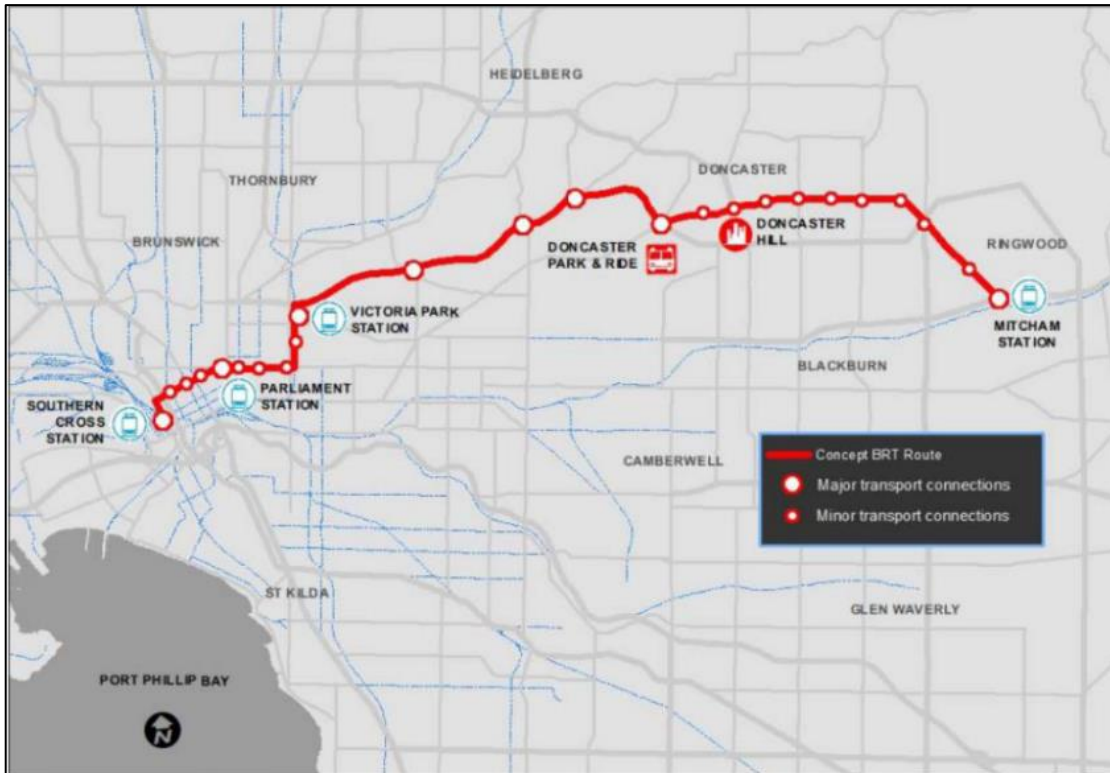 HEIDELBERG
DONCASTER
THORNBURY
DONCASTER
HILL
BRUNSWICK
DONCASTER
PARK & RIDE
RINGWOOD
VICTORIA PARK
STATION
MITCHAM
STATION
BLACKBURN
PARLIAMENT
STATION
SOUTHERN
CROSS
STATION
CAMBERWELL
Concept BRT Route
Major transport connections
Minor transport connections
ST KILDA
GLEN WAVERLY
PORT PHILLIP BAY
N